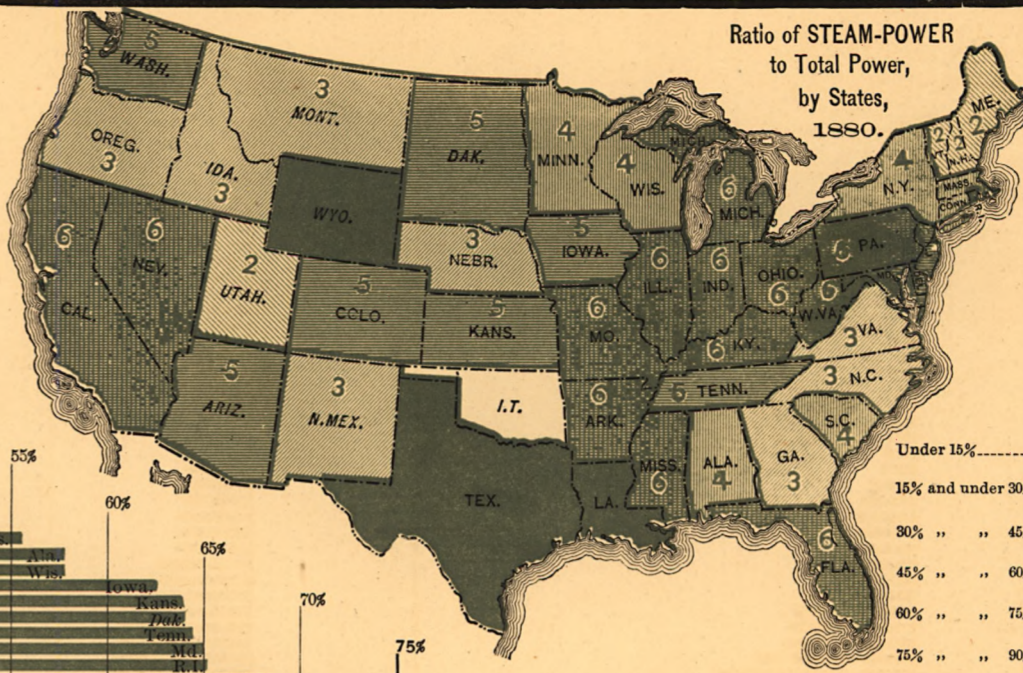 Ratio of STEAM-POWER
to Total Power,
by States,
1880.
5
WASH.
3
MONT.
OREG.
3
IDA.
3
5
DAK.
4
MINN.
4
WIS.
MICH.
6
MICH.
ME.
2
2
2
N.H.
4
N.Y.
MASS.
CONN.
WYO.
6
CAL.
6
NEV.
2
UTAH.
3
NEBR.
5
IOWA.
6
ILL.
6
IND.
OHIO.
6
6
PA.
6
W.VA.
5
COLO.
5
KANS.
6
MO.
6
KY.
3
VA.
3
N.C.
5
TENN.
5
ARIZ.
3
N.MEX.
I.T.
6
ARK.
S.C.
4
MISS.
6
ALA.
4
GA.
3
TEX.
LA.
6
FLA.
55%
60%
65%
70%
75%
Ala.
Wis.
Iowa.
Kans.
Dak.
Tenn.
Md.
R.I.
Under 15%
15% and under 30
30% „ „ 45
45% „ „ 60
60% „ „ 75
75% „ „ 90